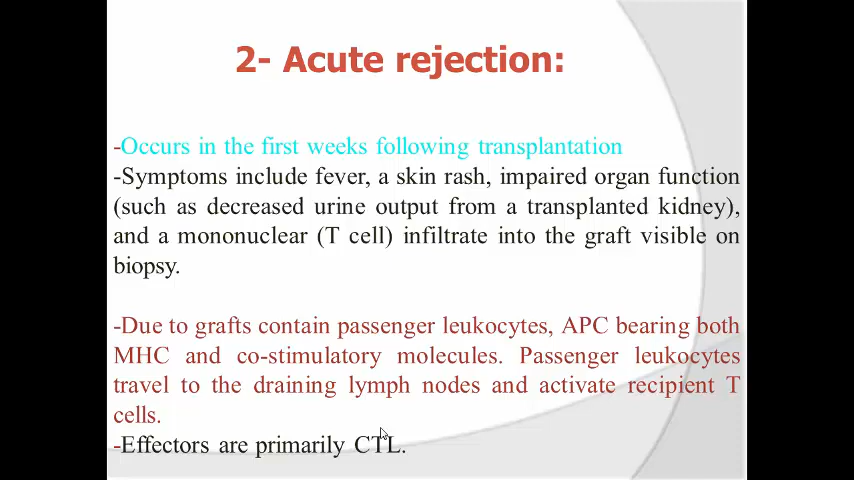 2- Acute rejection:
-Occurs in the first weeks following transplantation
-Symptoms include fever, a skin rash, impaired organ function
(such as decreased urine output from a transplanted kidney),
and a mononuclear (T cell) infiltrate into the graft visible on
biopsy.
-Due to grafts contain passenger leukocytes, APC bearing both
MHC and co-stimulatory molecules. Passenger leukocytes
travel to the draining lymph nodes and activate recipient T
cells.
-Effectors are primarily CTL.